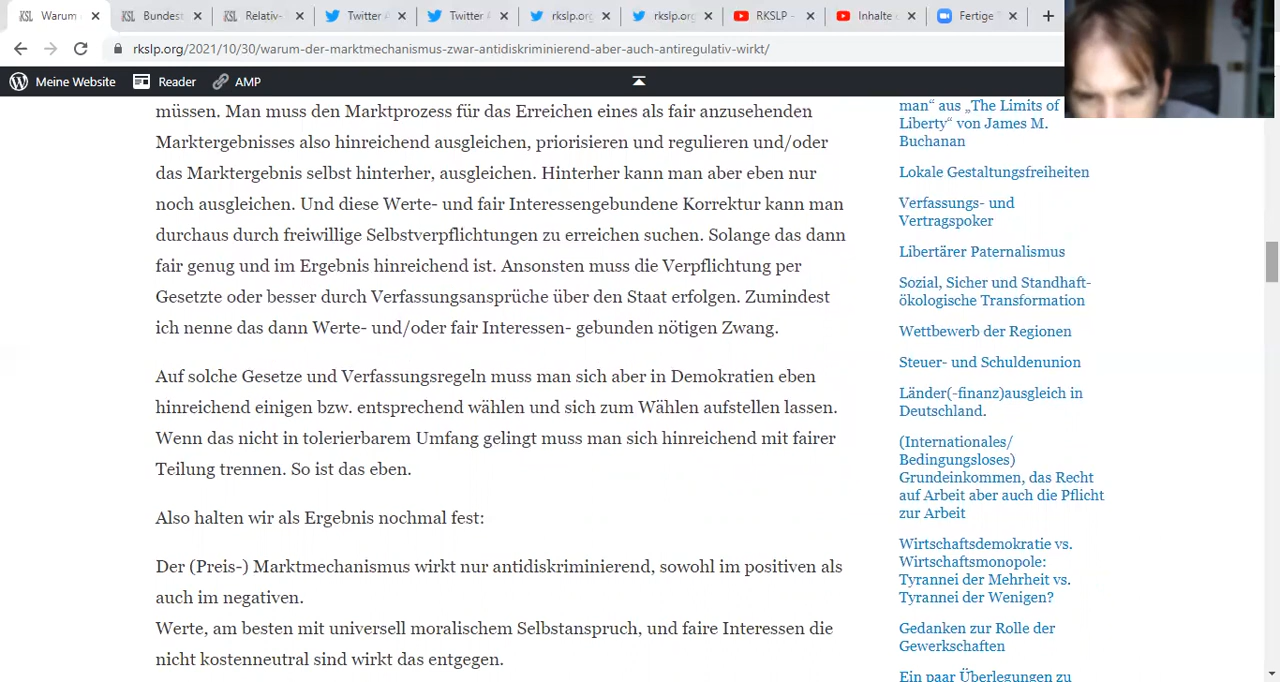 Warum
Bundest
Relativ-
Twitter
Twitter
rkslp.org
rkslp.org
RKSLP -
Inhalte
Fertige
rkslp.org/2021/10/30/warum-der-marktmechanismus-zwar-antidiskriminierend-aber-auch-antiregulativ-wirkt/
Meine Website
Reader
AMP
müssen. Man muss den Marktprozess für das Erreichen eines als fair anzusehenden
Marktergebnisses also hinreichend ausgleichen, priorisieren und regulieren und/oder
das Marktergebnis selbst hinterher, ausgleichen. Hinterher kann man aber eben nur
noch ausgleichen. Und diese Werte- und fair Interessengebundene Korrektur kann man
durchaus durch freiwillige Selbstverpflichtungen zu erreichen suchen. Solange das dann
fair genug und im Ergebnis hinreichend ist. Ansonsten muss die Verpflichtung per
Gesetzte oder besser durch Verfassungsansprüche über den Staat erfolgen. Zumindest
ich nenne das dann Werte- und/oder fair Interessen- gebunden nötigen Zwang.
Auf solche Gesetze und Verfassungsregeln muss man sich aber in Demokratien eben
hinreichend einigen bzw. entsprechend wählen und sich zum Wählen aufstellen lassen.
Wenn das nicht in tolerierbarem Umfang gelingt muss man sich hinreichend mit fairer
Teilung trennen. So ist das eben.
Also halten wir als Ergebnis nochmal fest:
Der (Preis-) Marktmechanismus wirkt nur antidiskriminierend, sowohl im positiven als
auch im negativen.
Werte, am besten mit universell moralischem Selbstanspruch, und faire Interessen die
nicht kostenneutral sind wirkt das entgegen.
man“ aus „The Limits of
Liberty“ von James M.
Buchanan
Lokale Gestaltungsfreiheiten
Verfassungs- und
Vertragspoker
Libertärer Paternalismus
Sozial, Sicher und Standhaft-
ökologische Transformation
Wettbewerb der Regionen
Steuer- und Schuldenunion
Länder(-finanz)ausgleich in
Deutschland.
(Internationales/
Bedingungsloses)
Grundeinkommen, das Recht
auf Arbeit aber auch die Pflicht
zur Arbeit
Wirtschaftsdemokratie vs.
Wirtschaftsmonopole:
Tyrannei der Mehrheit vs.
Tyrannei der Wenigen?
Gedanken zur Rolle der
Gewerkschaften
Ein paar Überlegungen zu